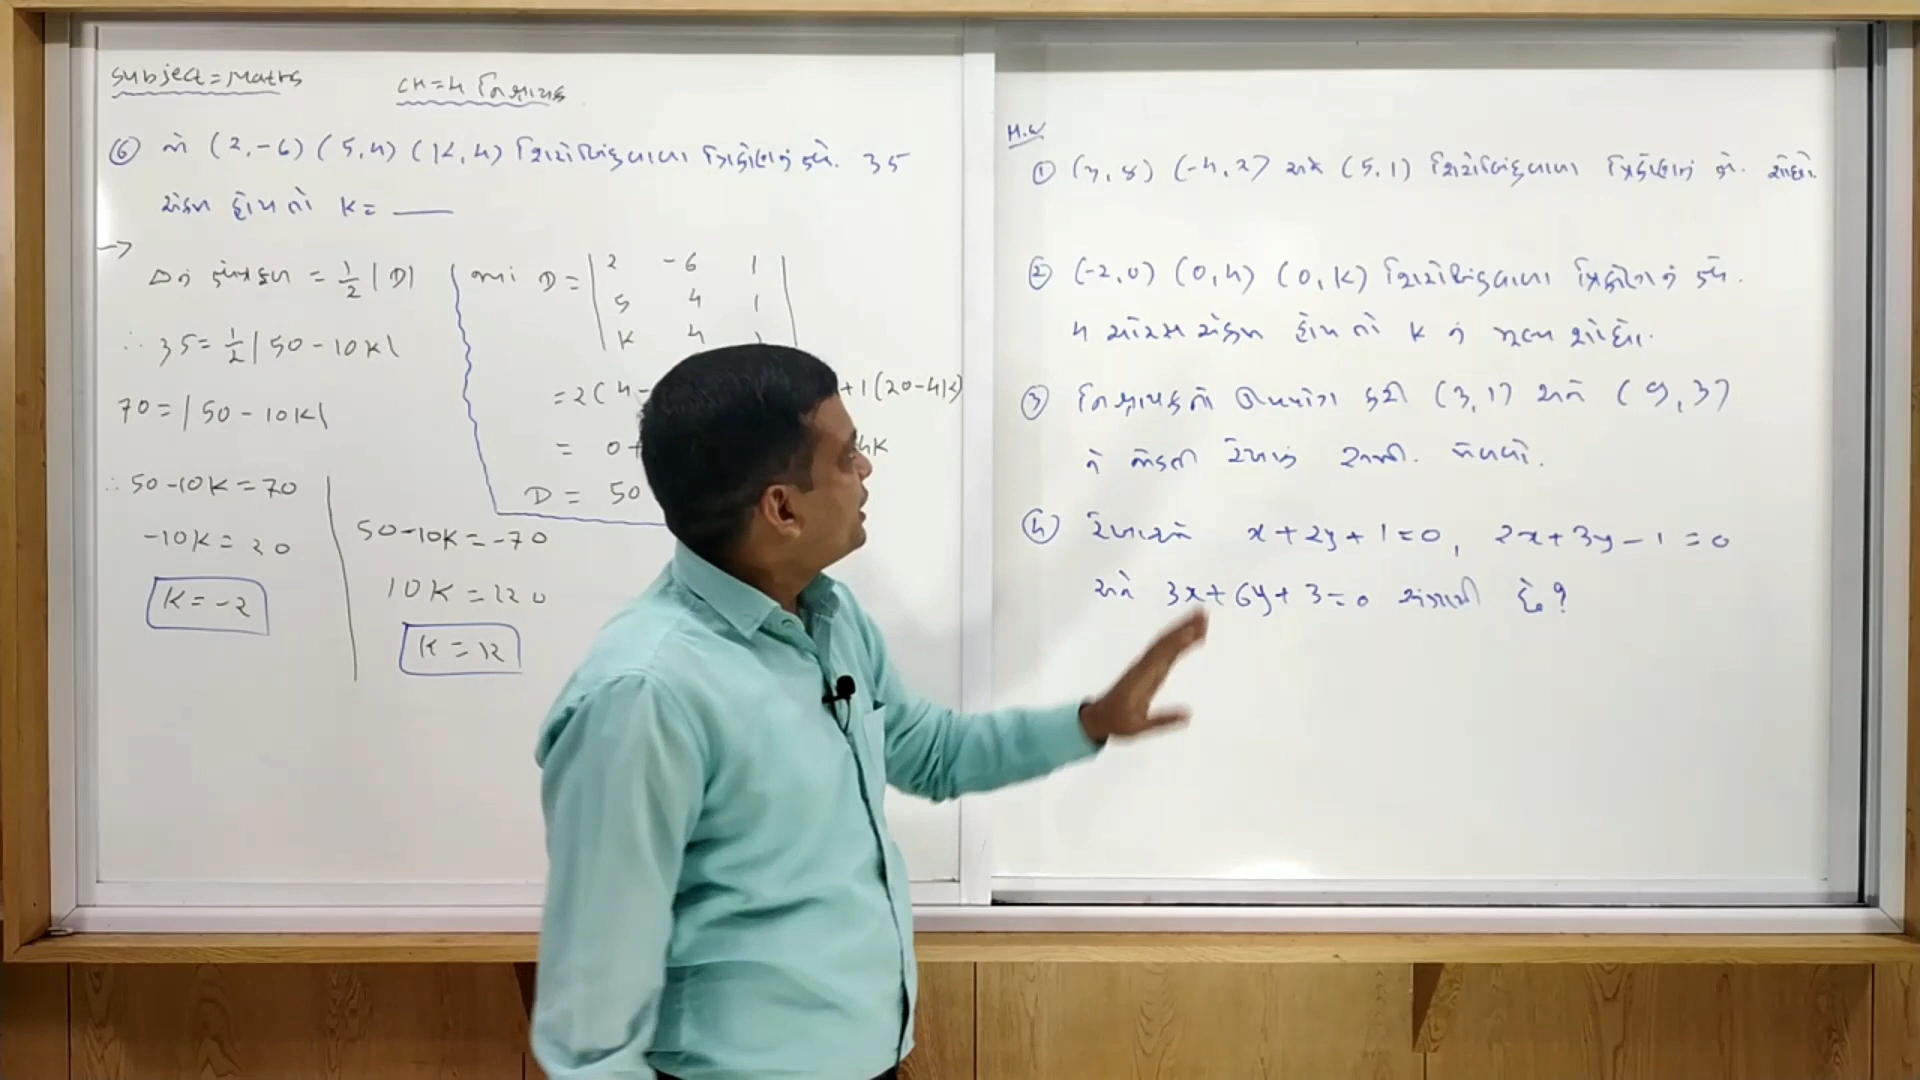 Subject = Maths
CH = 4 નિશ્ચાયક
⑥ જો (2,-6) (5,4) (K,4) શિરોબિંદુવાળા ત્રિકોણનું ક્ષે. 35
એકમ હોય તો K = ___
→
Δનું ક્ષેત્રફળ = 1/2 |D|
∴ 35 = 1/2 | 50 - 10K |
70 = | 50 - 10K |
∴ 50 - 10K = 70
-10K = 20
K = -2
50 - 10K = -70
10K = 120
K = 12
D = | 2 -6 1 |
| 5 4 1 |
| K 4
= 2 ( 4 - + 1 (20 - 4K)
= 0 + 4K
D = 50
H.W
① (3, 8) (-4, 2) અને (5, 1) શિરોબિંદુવાળા ત્રિકોણનું ક્ષે. શોધો.
② (-2, 0) (0, 4) (0, K) શિરોબિંદુવાળા ત્રિકોણનું ક્ષે.
4 ચોરસ એકમ હોય તો K નું મૂલ્ય શોધો.
③ નિશ્ચાયકનો ઉપયોગ કરી (3, 1) અને (9, 3)
ને જોડતી રેખાનું સમી. મેળવો.
④ રેખાઓ x + 2y + 1 = 0, 2x + 3y - 1 = 0
અને 3x + 6y + 3 = 0 સંગામી છે ?